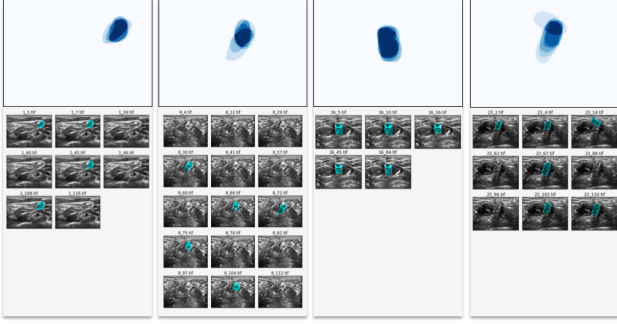 1_1.tif 1_7.tif 1_28.tif
1_40.tif 1_45.tif 1_46.tif
1_108.tif 1_116.tif
8_4.tif 8_12.tif 8_29.tif
8_30.tif 8_41.tif 8_57.tif
8_60.tif 8_66.tif 8_72.tif
8_75.tif 8_78.tif 8_92.tif
8_97.tif 8_104.tif 8_112.tif
16_5.tif 16_10.tif 16_16.tif
16_45.tif 16_84.tif
23_2.tif 23_4.tif 23_14.tif
23_62.tif 23_67.tif 23_88.tif
23_96.tif 23_102.tif 23_110.tif